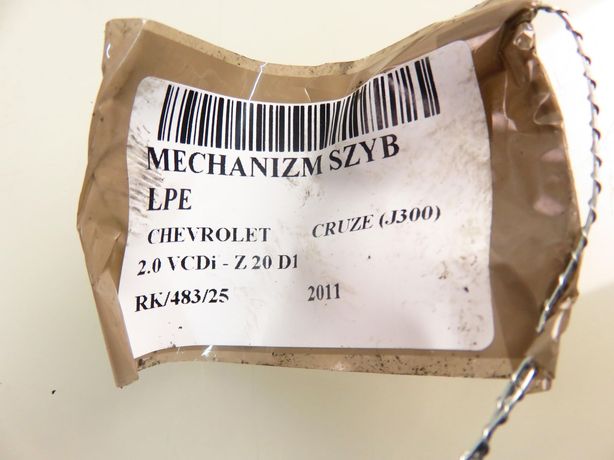 MECHANIZM SZYB
LPE
CHEVROLET CRUZE (J300)
2.0 VCDi - Z 20 D1
RK/483/25 2011